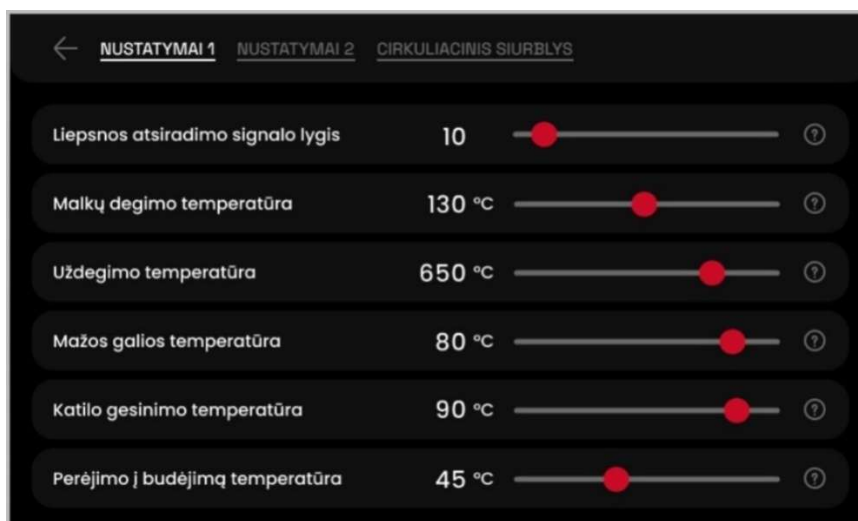 NUSTATYMAI 1 NUSTATYMAI 2 CIRKULIACINIS SIURBLYS
Liepsnos atsiradimo signalo lygis 10 ?
Malkų degimo temperatūra 130 °C ?
Uždegimo temperatūra 650 °C ?
Mažos galios temperatūra 80 °C ?
Katilo gesinimo temperatūra 90 °C ?
Perėjimo į budėjimą temperatūra 45 °C ?